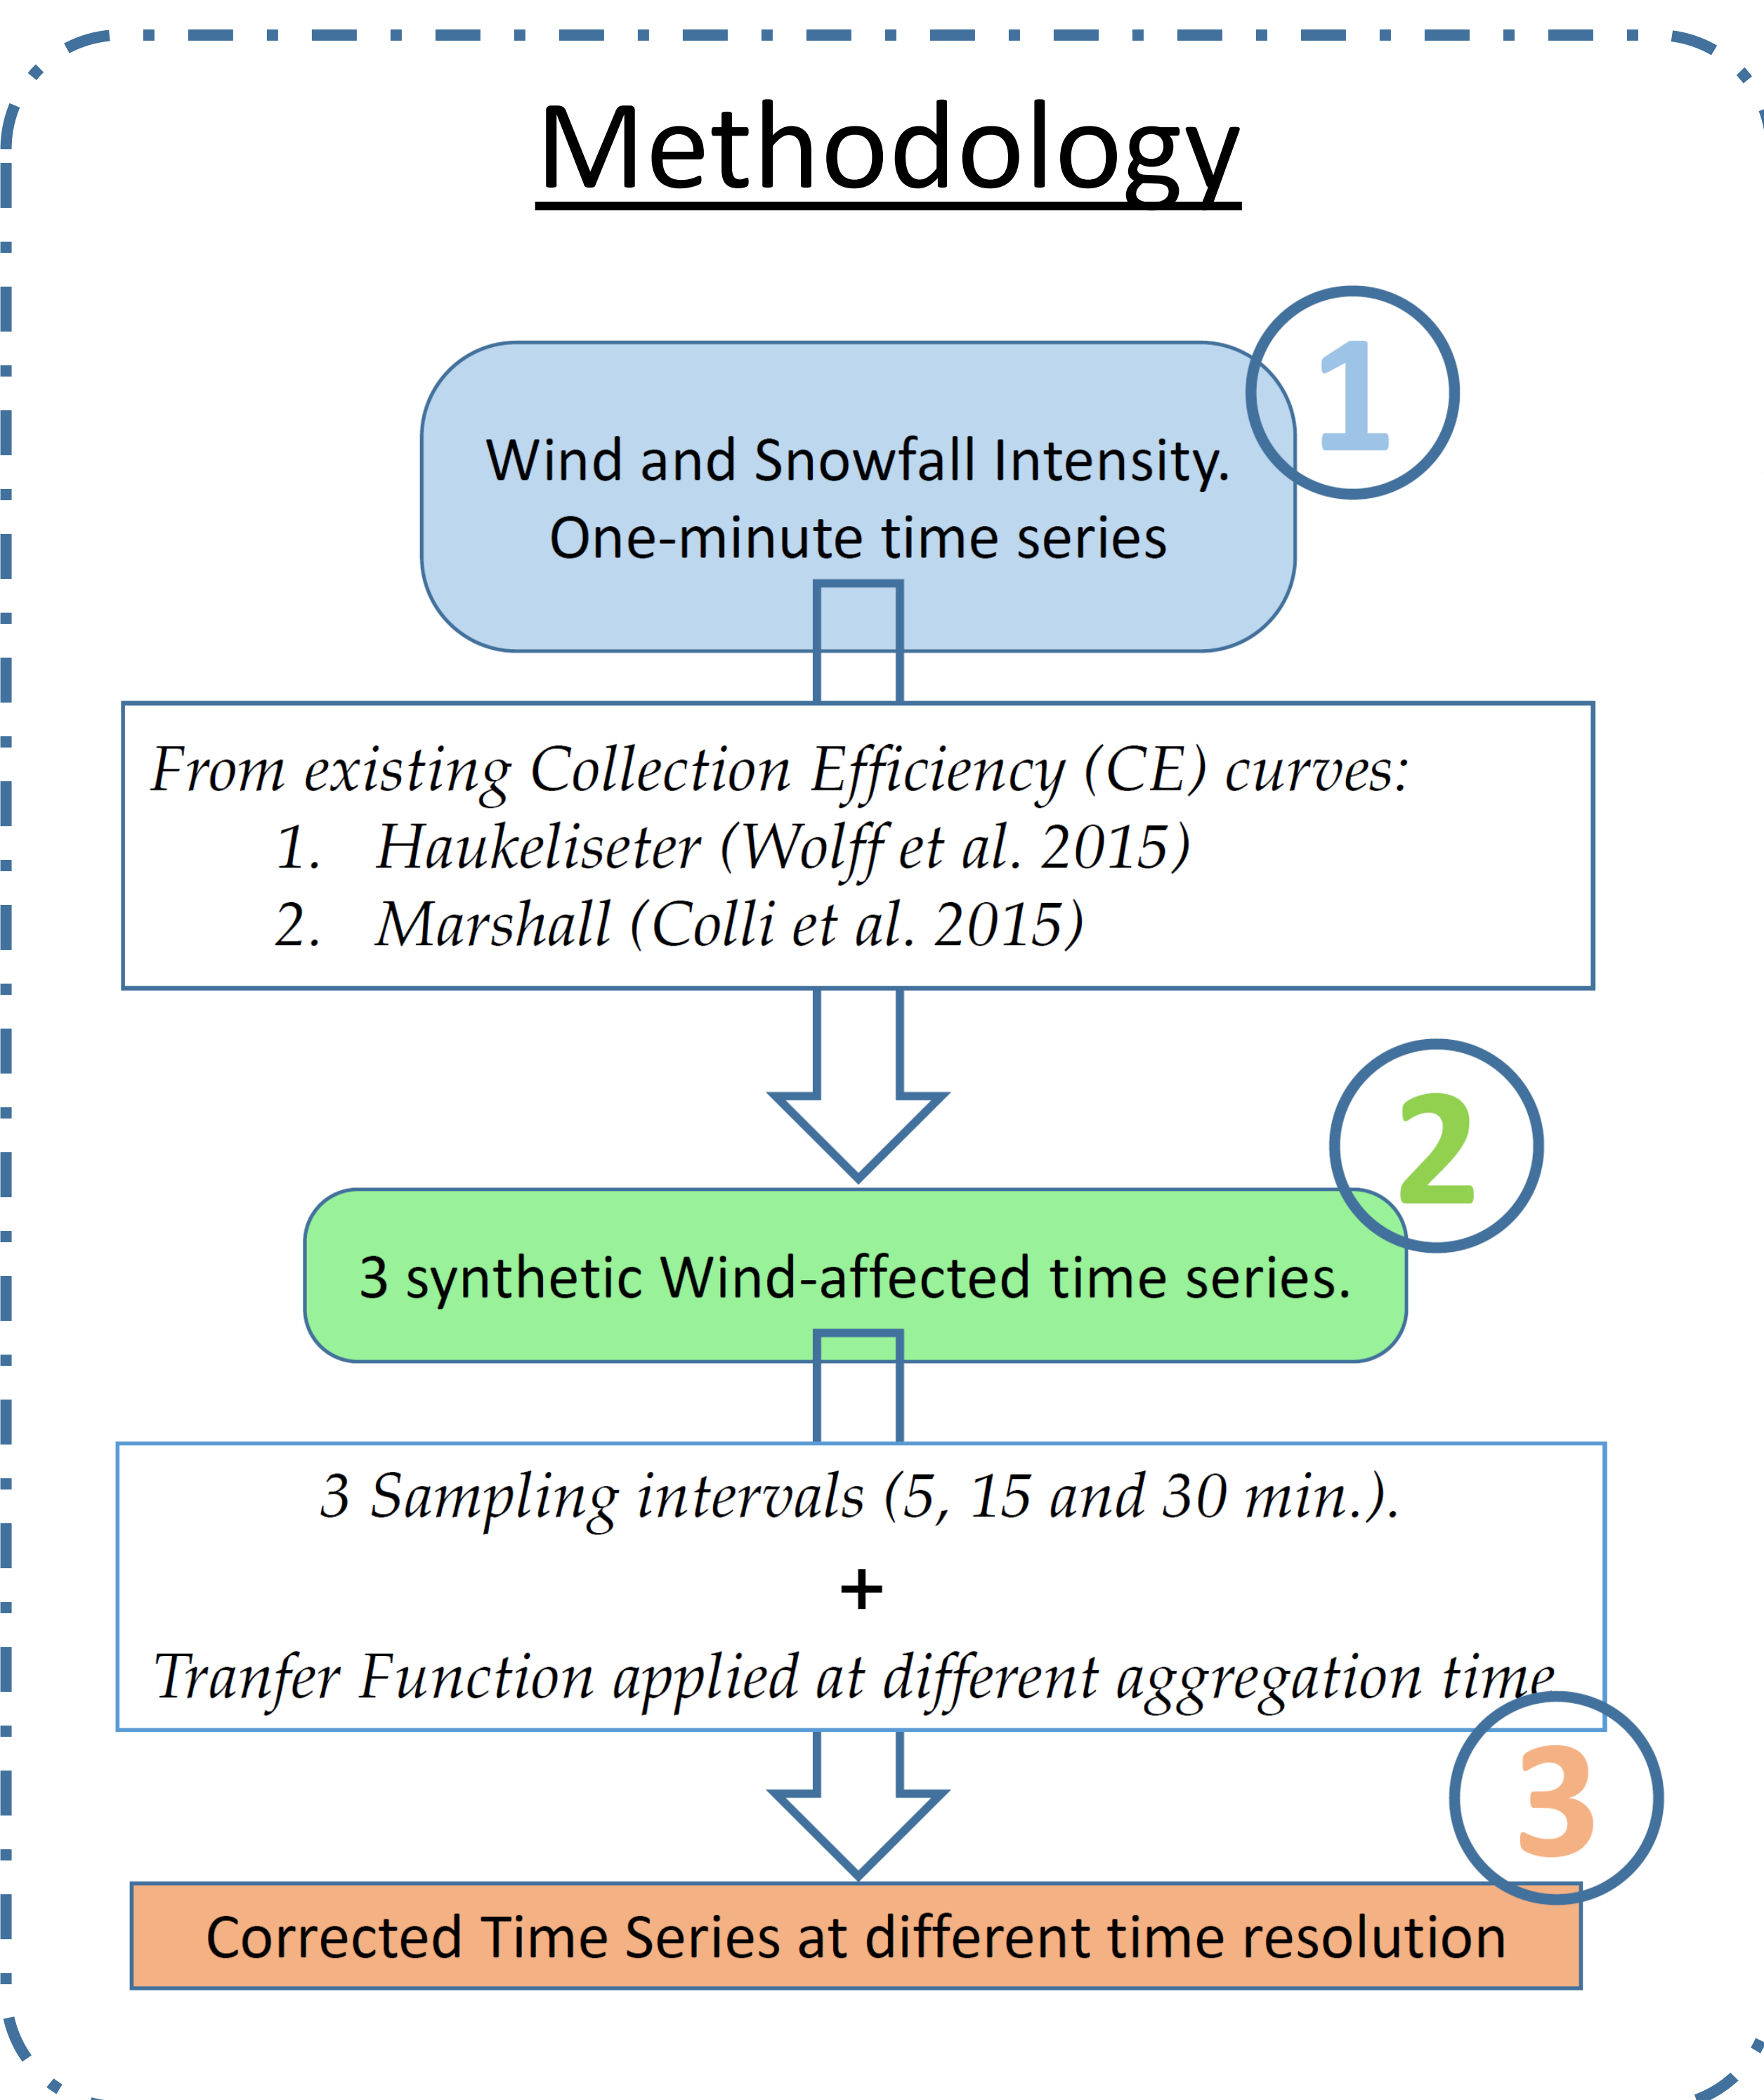 Methodology
1
Wind and Snowfall Intensity.
One-minute time series
From existing Collection Efficiency (CE) curves:
1. Haukeliseter (Wolff et al. 2015)
2. Marshall (Colli et al. 2015)
2
3 synthetic Wind-affected time series.
3 Sampling intervals (5, 15 and 30 min.).
+
Tranfer Function applied at different aggregation time
3
Corrected Time Series at different time resolution